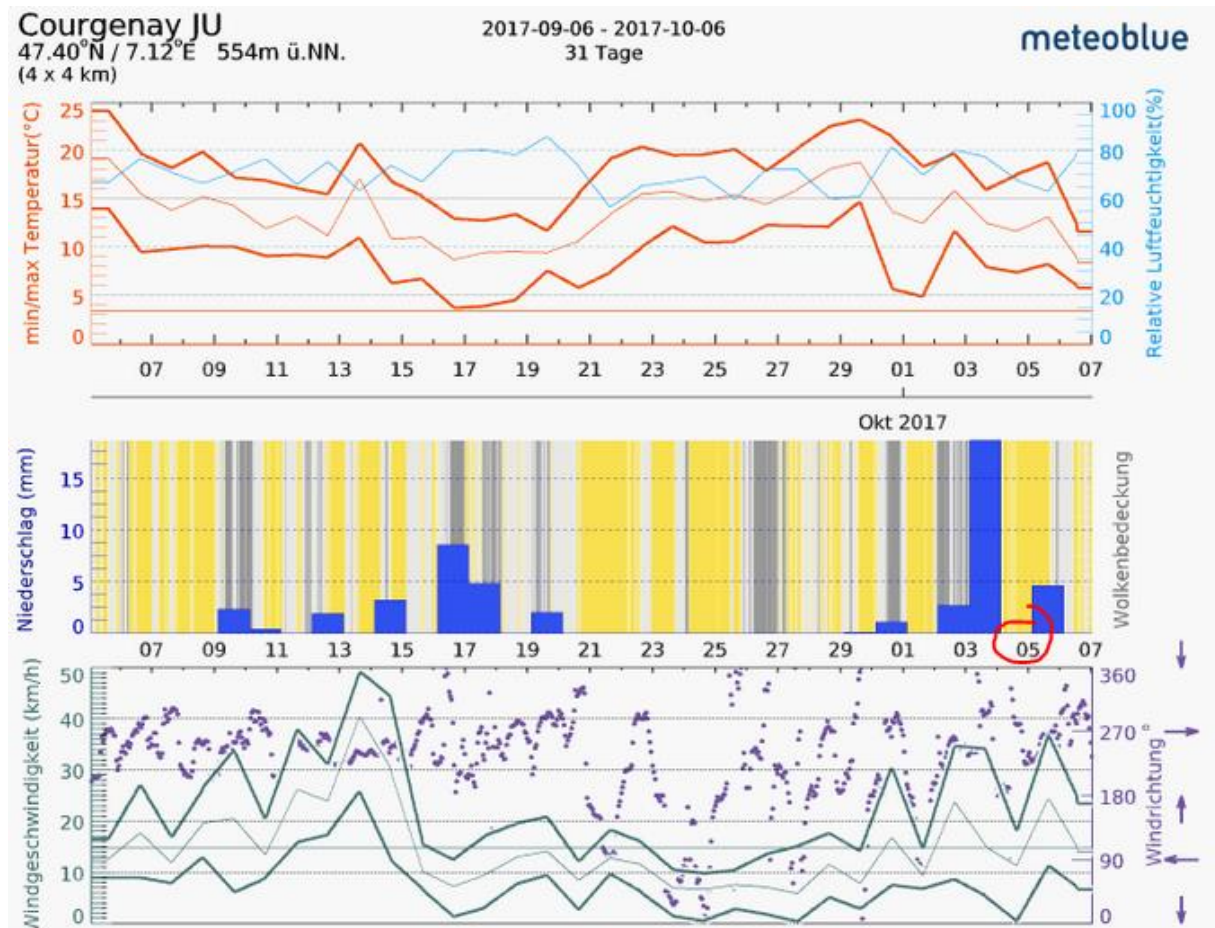 Courgenay JU
47.40°N / 7.12°E 554m ü.NN.
(4 x 4 km)
2017-09-06 - 2017-10-06
31 Tage
meteoblue
min/max Temperatur(°C)
25
20
15
10
5
0
Relative Luftfeuchtigkeit(%)
100
80
60
40
20
0
07 09 11 13 15 17 19 21 23 25 27 29 01 03 05 07
Okt 2017
Niederschlag (mm)
15
10
5
0
Wolkenbedeckung
07 09 11 13 15 17 19 21 23 25 27 29 01 03 05 07
Windgeschwindigkeit (km/h)
50
40
30
20
10
0
Windrichtung °
360
270
180
90
0